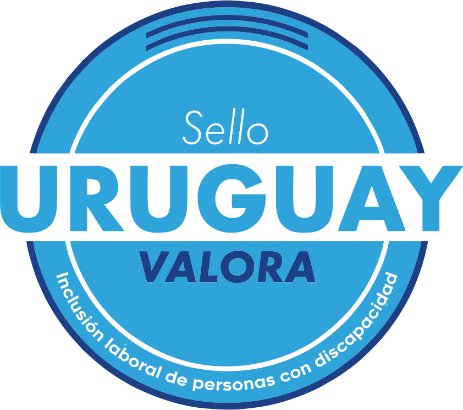 Sello
URUGUAY
VALORA
Inclusión laboral de personas con discapacidad